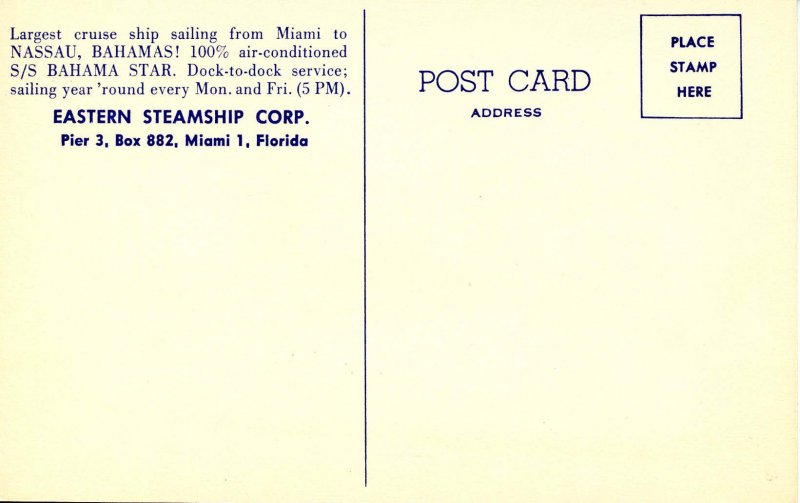 Largest cruise ship sailing from Miami to
NASSAU, BAHAMAS! 100% air-conditioned
S/S BAHAMA STAR. Dock-to-dock service;
sailing year 'round every Mon. and Fri. (5 PM).
EASTERN STEAMSHIP CORP.
Pier 3, Box 882, Miami 1, Florida
POST CARD
ADDRESS
PLACE
STAMP
HERE